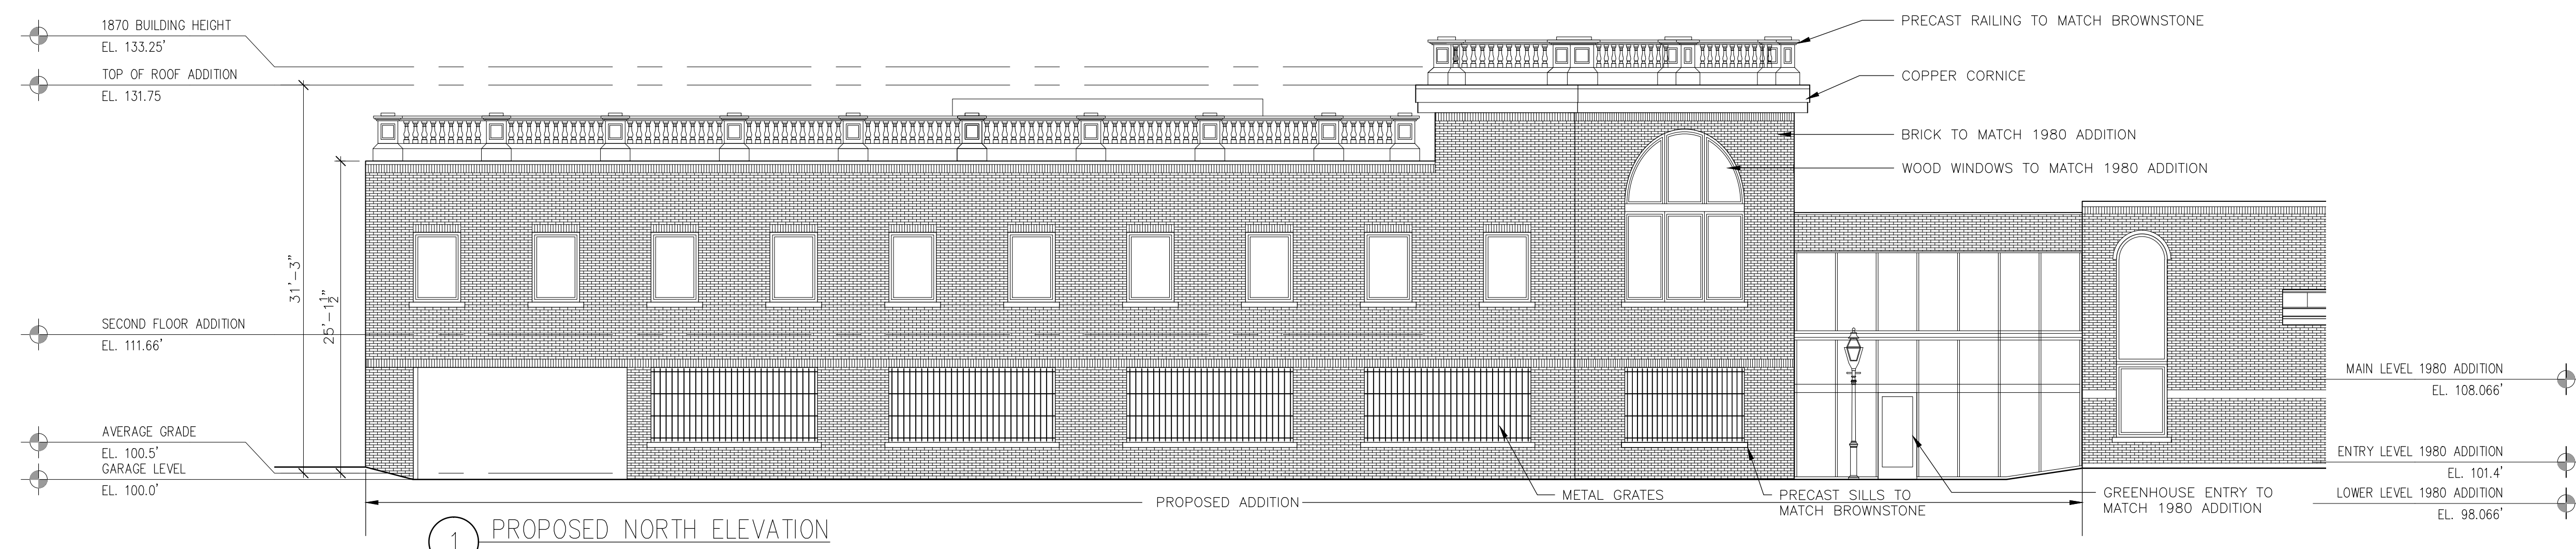 1870 BUILDING HEIGHT
EL. 133.25'
TOP OF ROOF ADDITION
EL. 131.75
SECOND FLOOR ADDITION
EL. 111.66'
AVERAGE GRADE
EL. 100.5'
GARAGE LEVEL
EL. 100.0'
31'-3"
25'-1 1/2"
PRECAST RAILING TO MATCH BROWNSTONE
COPPER CORNICE
BRICK TO MATCH 1980 ADDITION
WOOD WINDOWS TO MATCH 1980 ADDITION
MAIN LEVEL 1980 ADDITION
EL. 108.066'
ENTRY LEVEL 1980 ADDITION
EL. 101.4'
LOWER LEVEL 1980 ADDITION
EL. 98.066'
PROPOSED ADDITION
METAL GRATES
PRECAST SILLS TO
MATCH BROWNSTONE
GREENHOUSE ENTRY TO
MATCH 1980 ADDITION
1 PROPOSED NORTH ELEVATION